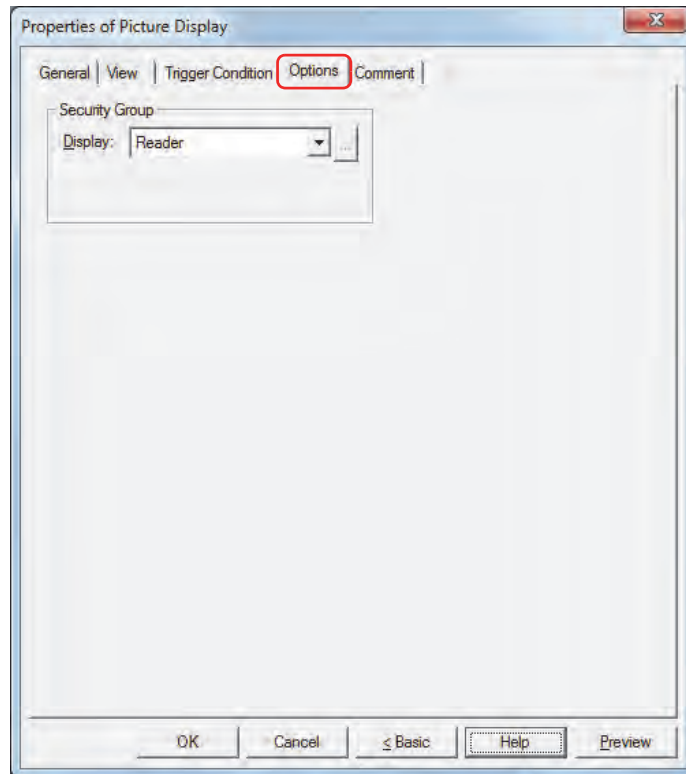 Properties of Picture Display
General View Trigger Condition Options Comment
Security Group
Display: Reader ...
OK Cancel < Basic Help Preview